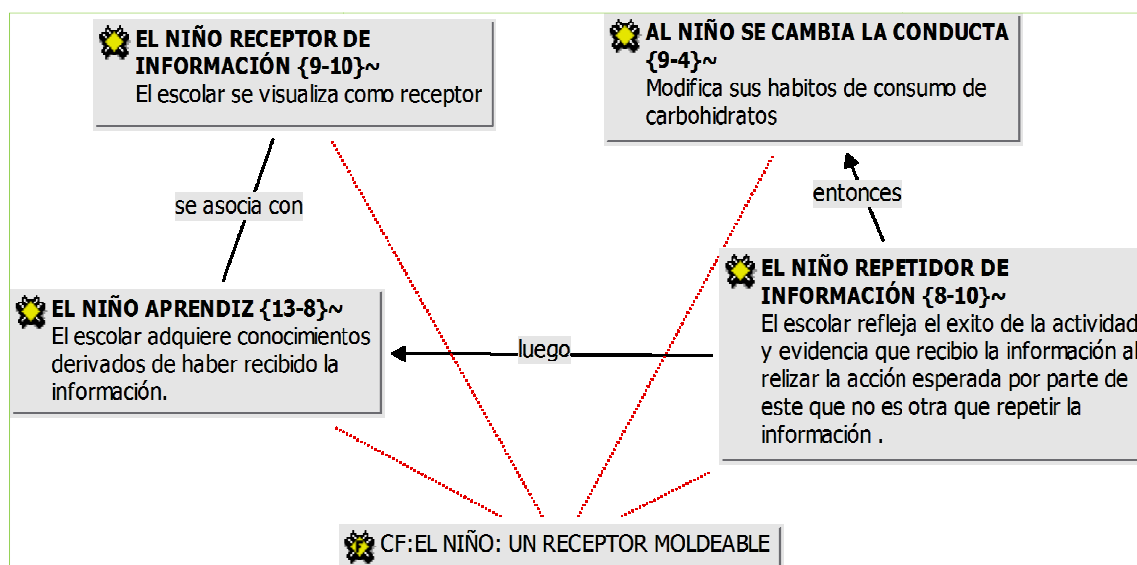 EL NIÑO RECEPTOR DE
INFORMACIÓN {9-10}~
El escolar se visualiza como receptor
AL NIÑO SE CAMBIA LA CONDUCTA
{9-4}~
Modifica sus habitos de consumo de
carbohidratos
se asocia con
entonces
EL NIÑO APRENDIZ {13-8}~
El escolar adquiere conocimientos
derivados de haber recibido la
información.
luego
EL NIÑO REPETIDOR DE
INFORMACIÓN {8-10}~
El escolar refleja el exito de la actividad
y evidencia que recibio la información al
relizar la acción esperada por parte de
este que no es otra que repetir la
información .
CF:EL NIÑO: UN RECEPTOR MOLDEABLE